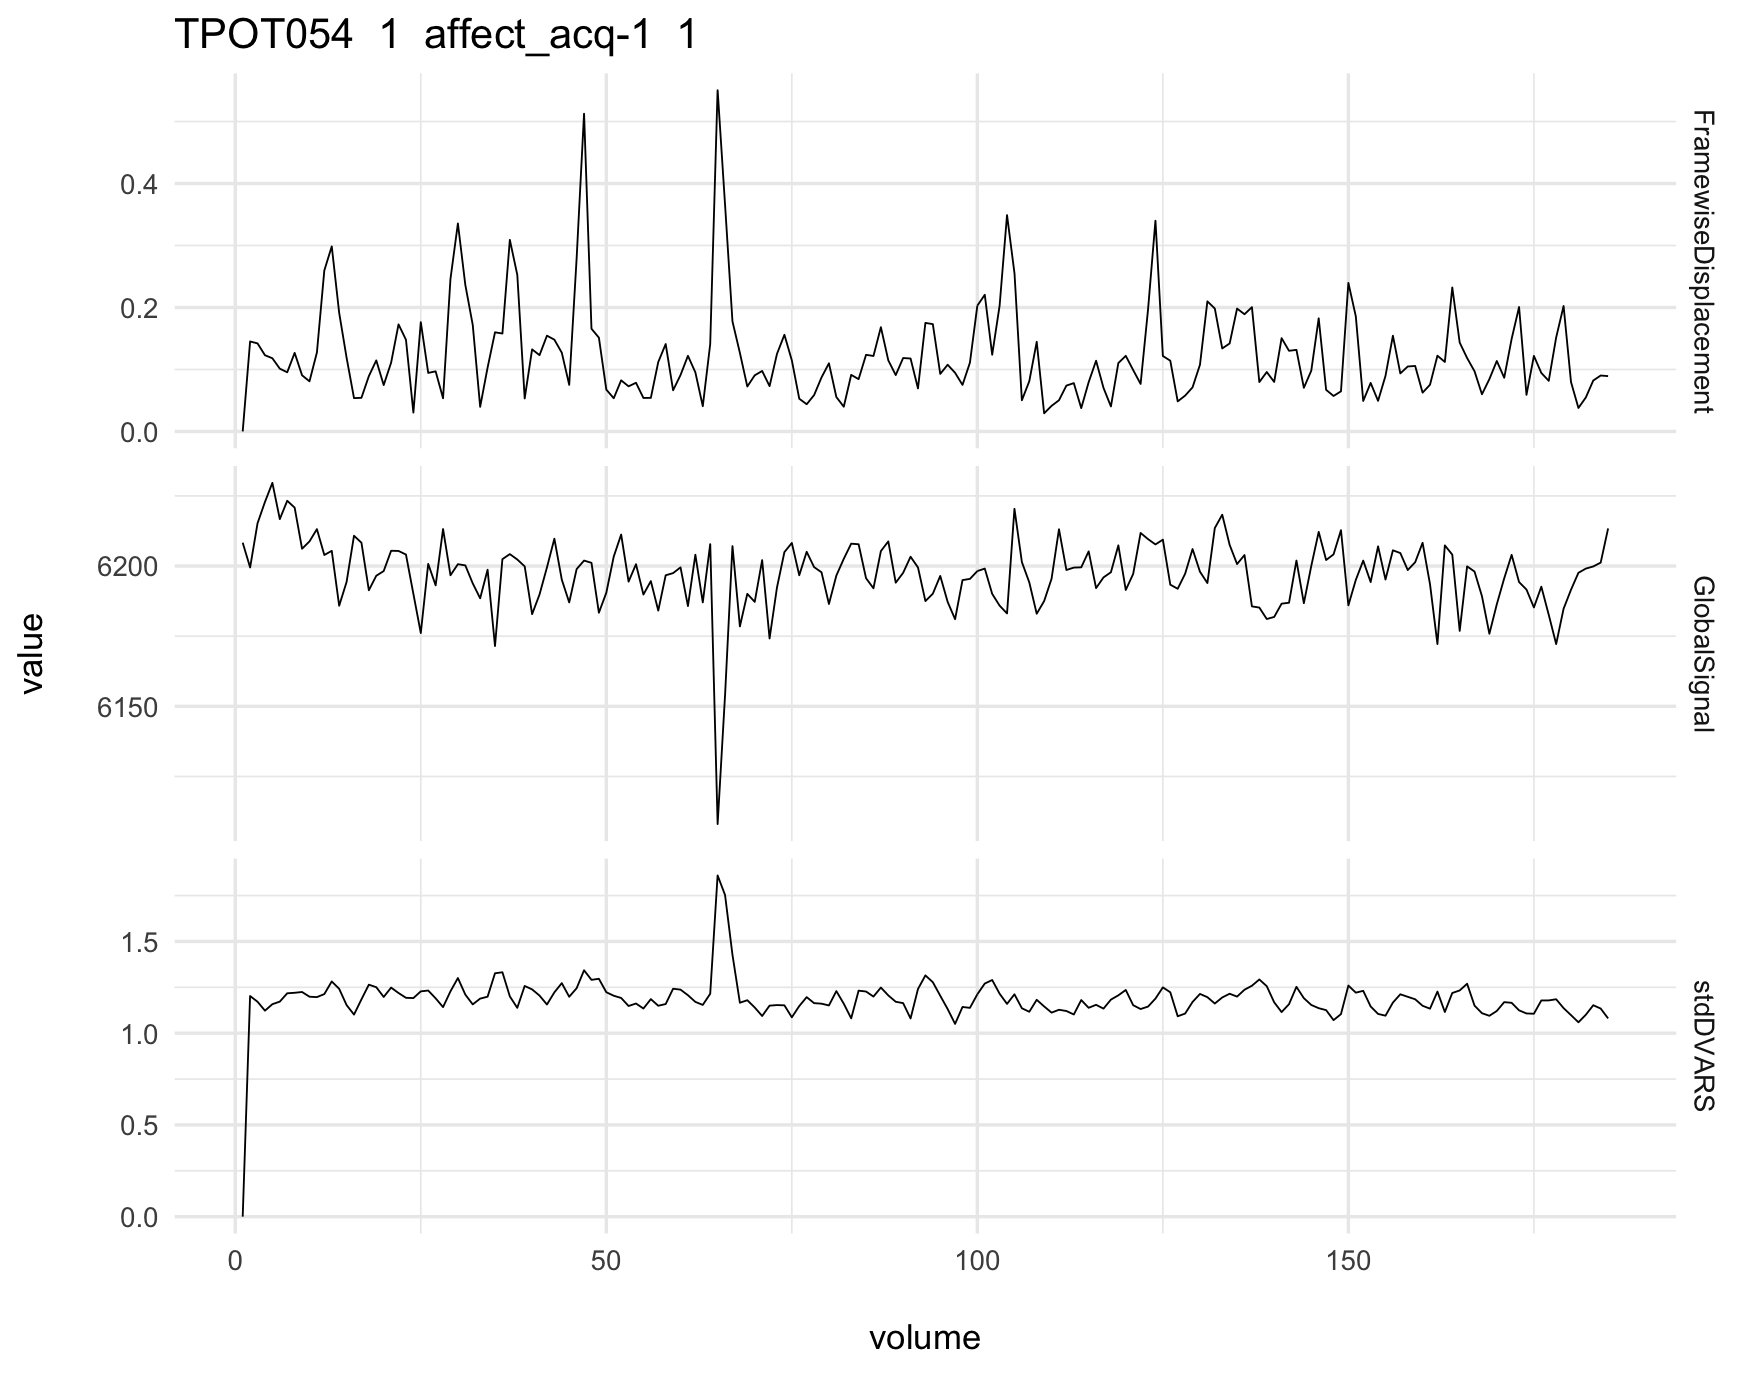 TPOT054 1 affect_acq-1 1
0.4
0.2
0.0
FramewiseDisplacement
6200
6150
GlobalSignal
value
1.5
1.0
0.5
0.0
stdDVARS
0 50 100 150
volume